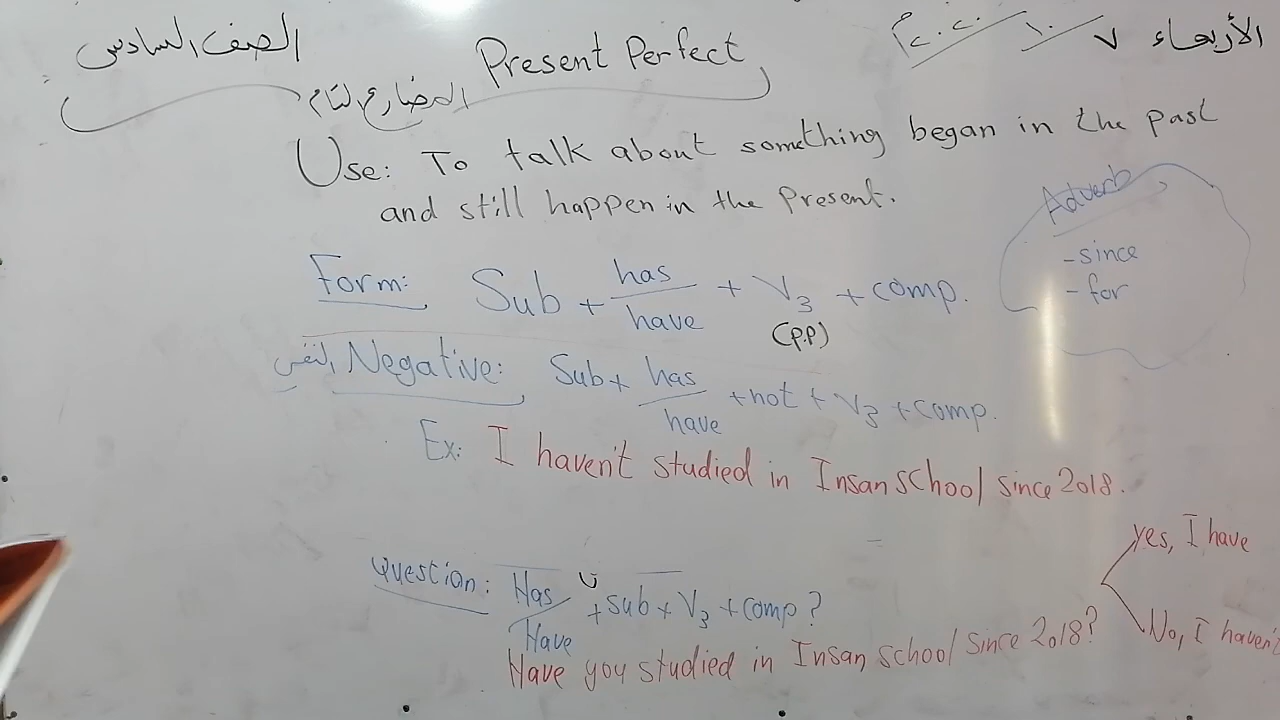 الصف السادس
Present Perfect
الأربعاء ٧ / ١٠ / ٢٠٢٠م
المضارع التام
Use: To talk about something began in the past
and still happen in the present.
Adverb
- since
- for
Form: Sub + has / have + V3 + comp.
(p.p)
النفي Negative: Sub + has / have + not + V3 + comp.
Ex: I haven't studied in Insan school since 2018.
yes, I have
Question: Has / Have + sub + V3 + comp?
No, I haven't
Have you studied in Insan school since 2018?